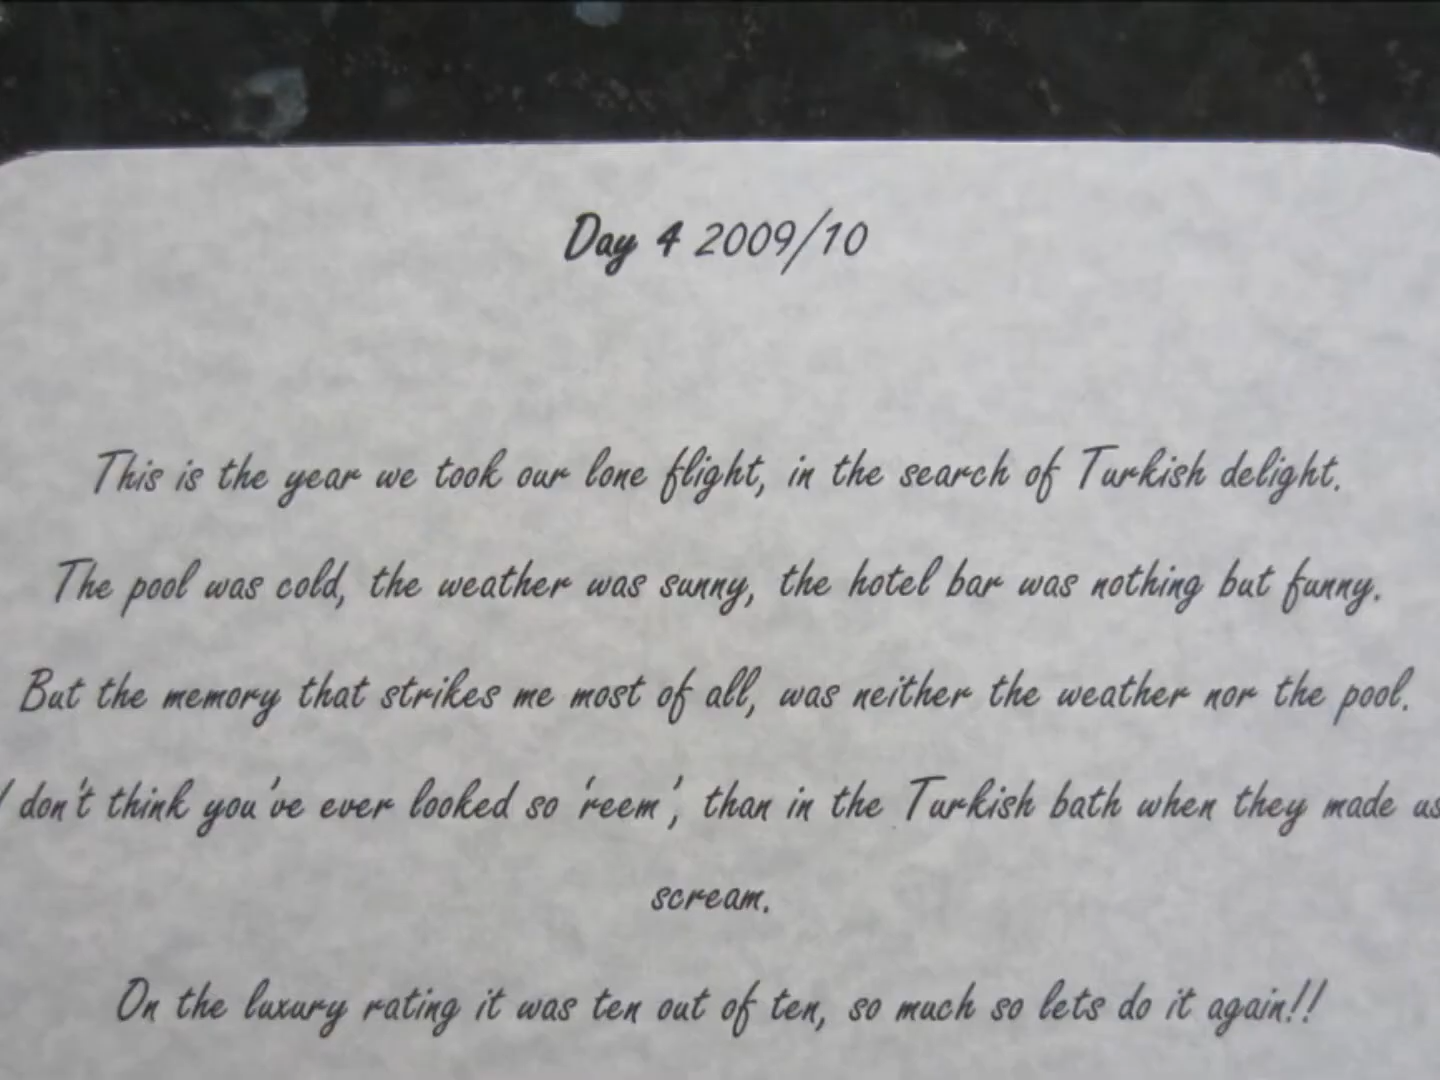 Day 4 2009/10
This is the year we took our lone flight, in the search of Turkish delight.
The pool was cold, the weather was sunny, the hotel bar was nothing but funny.
But the memory that strikes me most of all, was neither the weather nor the pool.
I don't think you've ever looked so 'reem', than in the Turkish bath when they made us
scream.
On the luxury rating it was ten out of ten, so much so lets do it again!!